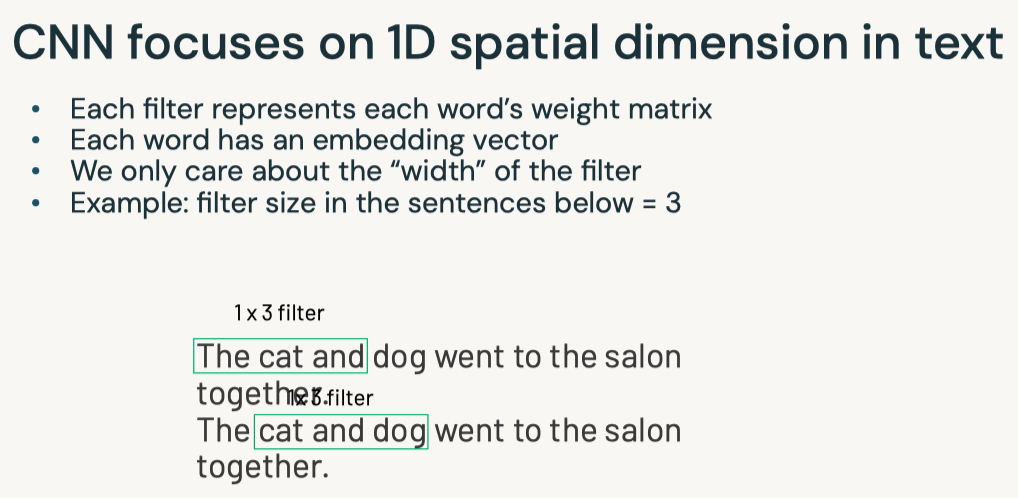 CNN focuses on 1D spatial dimension in text
• Each filter represents each word's weight matrix
• Each word has an embedding vector
• We only care about the “width” of the filter
• Example: filter size in the sentences below = 3
1 x 3 filter
The cat and dog went to the salon
together.
1 x 3 filter
The cat and dog went to the salon
together.